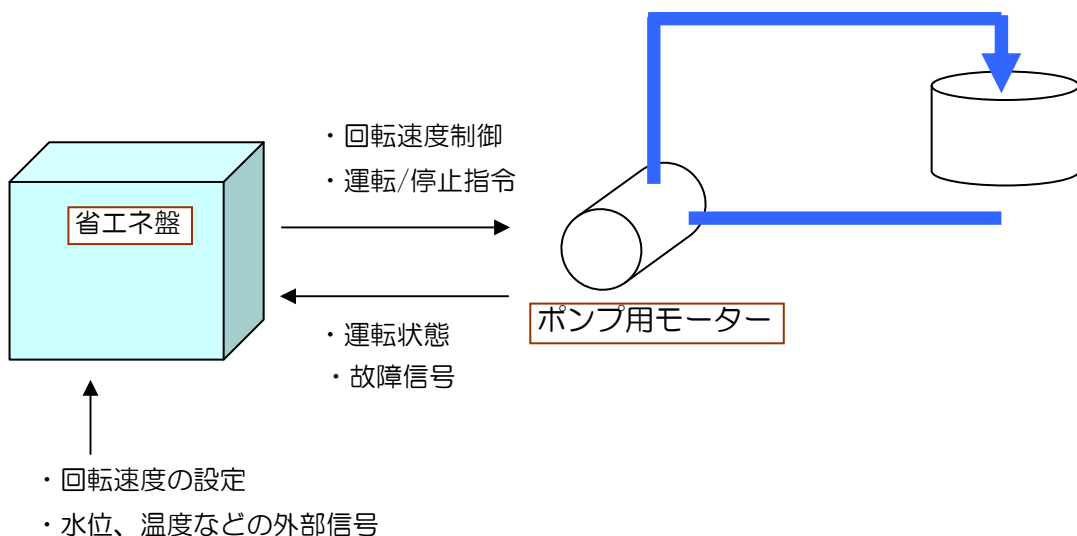 ・回転速度制御
・運転/停止指令
省エネ盤
ポンプ用モーター
・運転状態
・故障信号
・回転速度の設定
・水位、温度などの外部信号